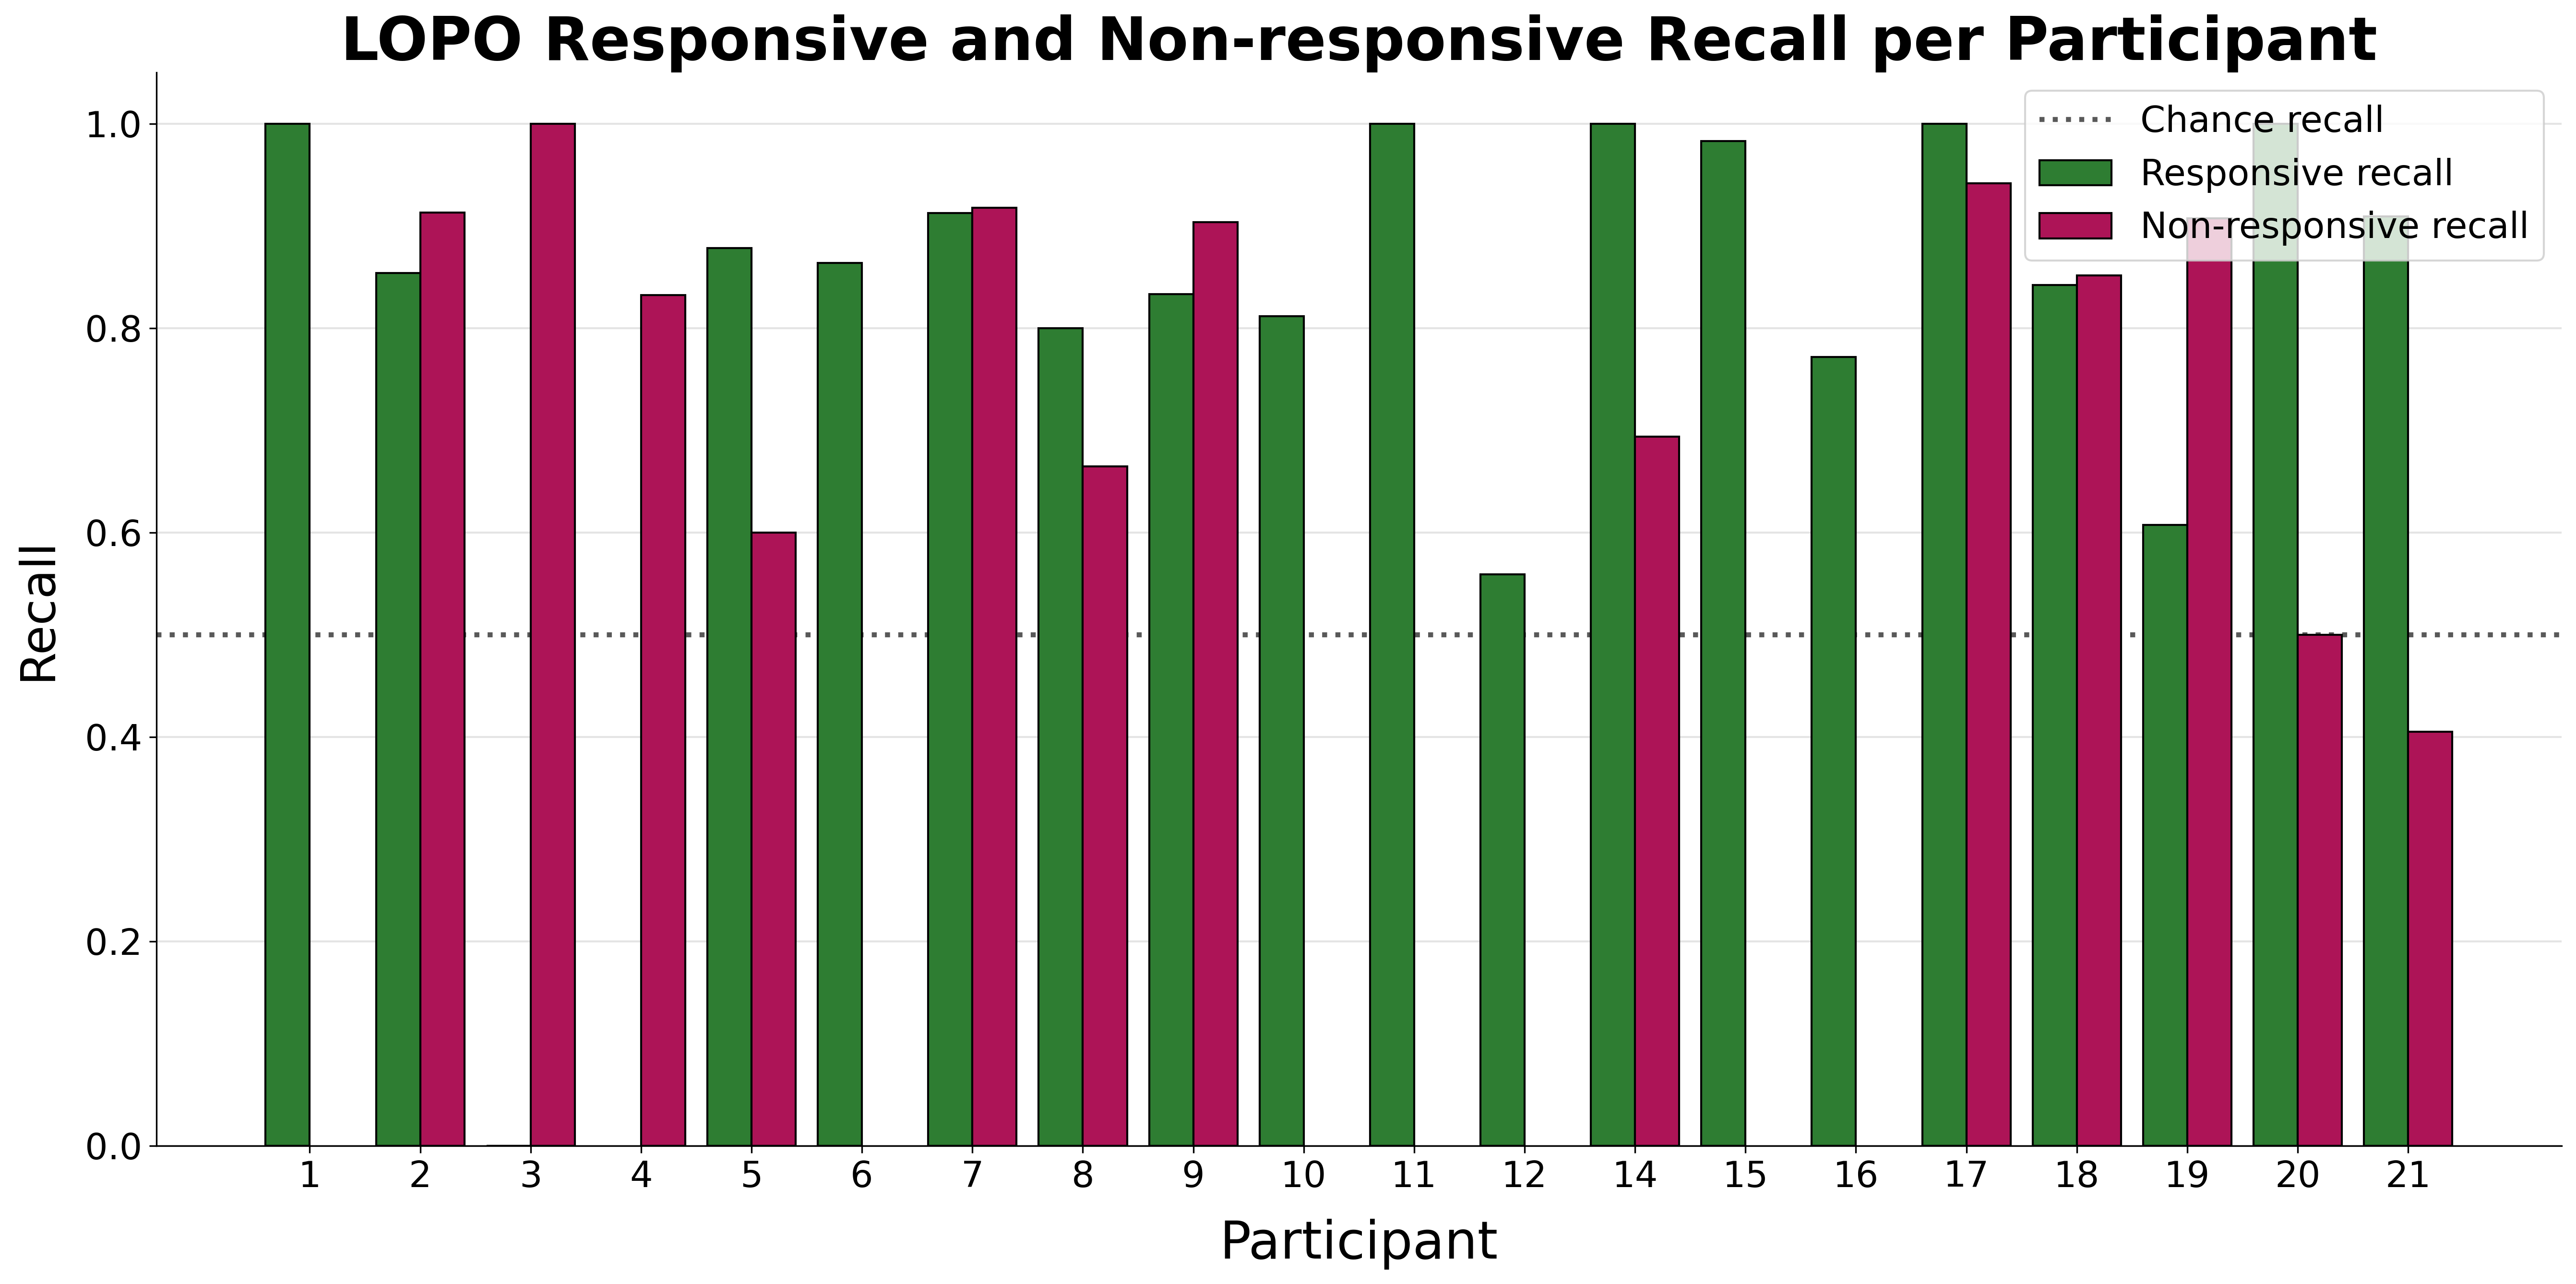 LOPO Responsive and Non-responsive Recall per Participant
Chance recall
Responsive recall
Non-responsive recall
1.0
0.8
0.6
0.4
0.2
0.0
Recall
1 2 3 4 5 6 7 8 9 10 11 12 14 15 16 17 18 19 20 21
Participant